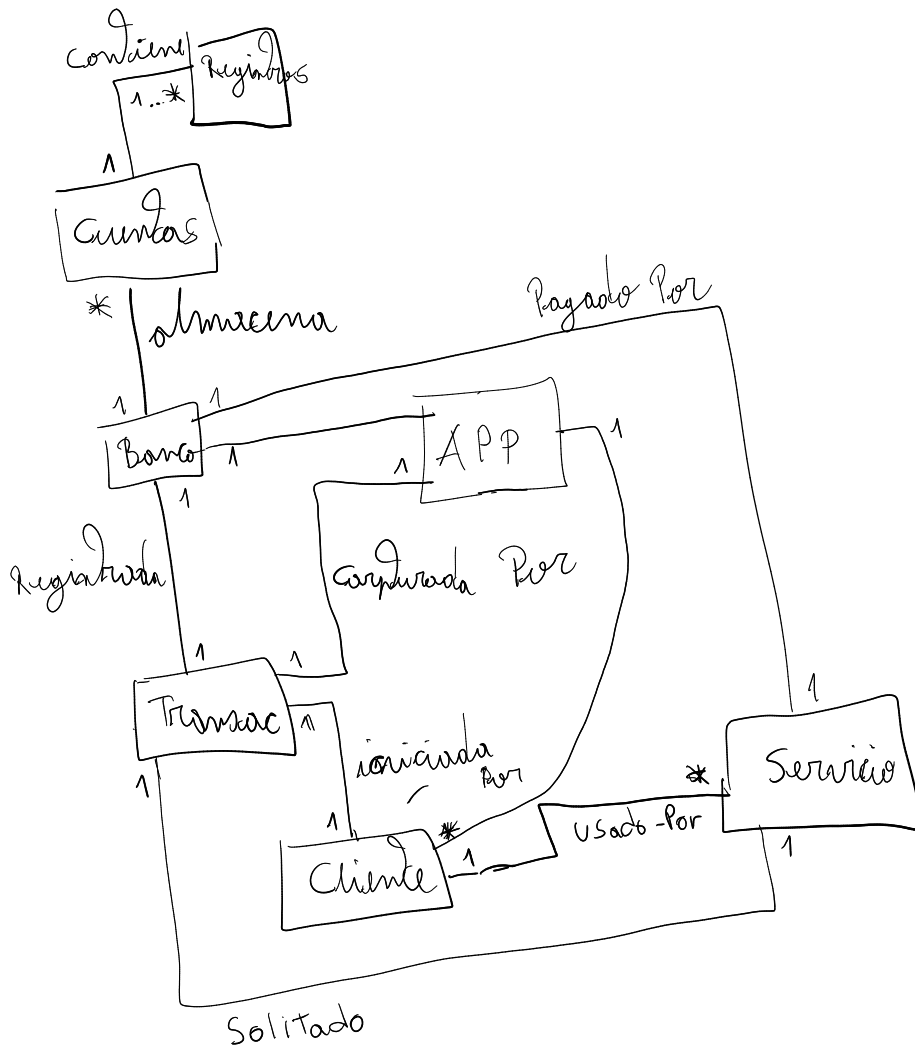 Contiene
Registros
1...*
1
Cuentas
*
almacena
Pagado Por
1
1
Banco
1
APP
1
1
1
Registrada
Capturada Por
1
1
1
Transac
1
iniciada
Por
Servicio
*
1
1
*
Usado-Por
1
Cliente
1
Solitado